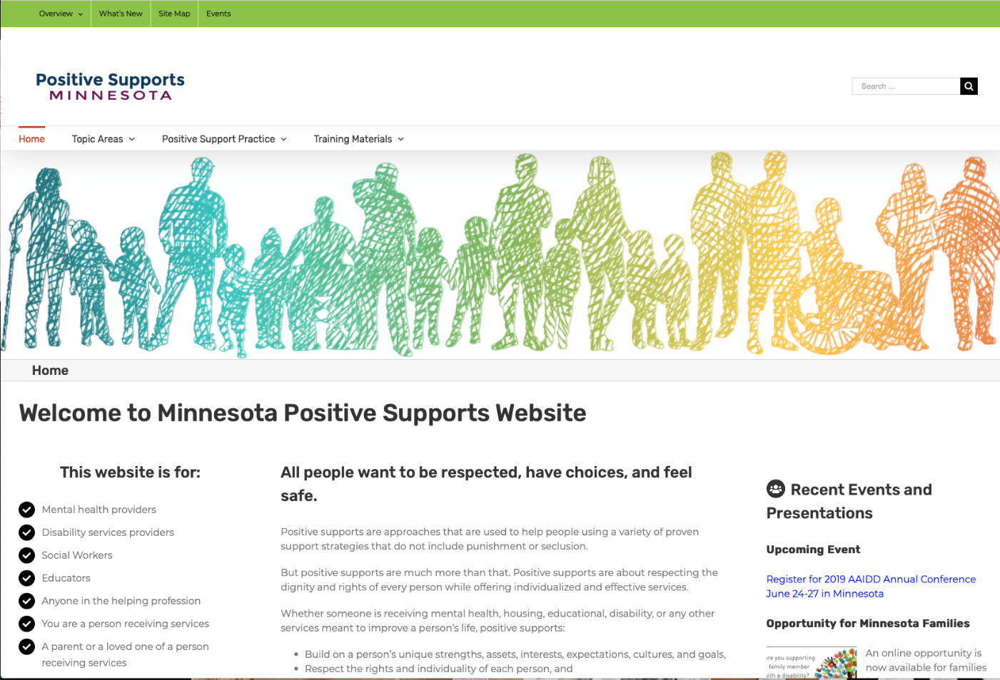 Overview
What's New
Site Map
Events
Positive Supports
MINNESOTA
Search ...
Home
Topic Areas
Positive Support Practice
Training Materials
Home
Welcome to Minnesota Positive Supports Website
This website is for:
Mental health providers
Disability services providers
Social Workers
Educators
Anyone in the helping profession
You are a person receiving services
A parent or a loved one of a person
receiving services
All people want to be respected, have choices, and feel
safe.
Positive supports are approaches that are used to help people using a variety of proven
support strategies that do not include punishment or seclusion.
But positive supports are much more than that. Positive supports are about respecting the
dignity and rights of every person while offering individualized and effective services.
Whether someone is receiving mental health, housing, educational, disability, or any other
services meant to improve a person's life, positive supports:
Build on a person's unique strengths, assets, interests, expectations, cultures, and goals,
Respect the rights and individuality of each person, and
Recent Events and
Presentations
Upcoming Event
Register for 2019 AAIDD Annual Conference
June 24-27 in Minnesota
Opportunity for Minnesota Families
you supporting
family member
with a disability?
An online opportunity is
now available for families